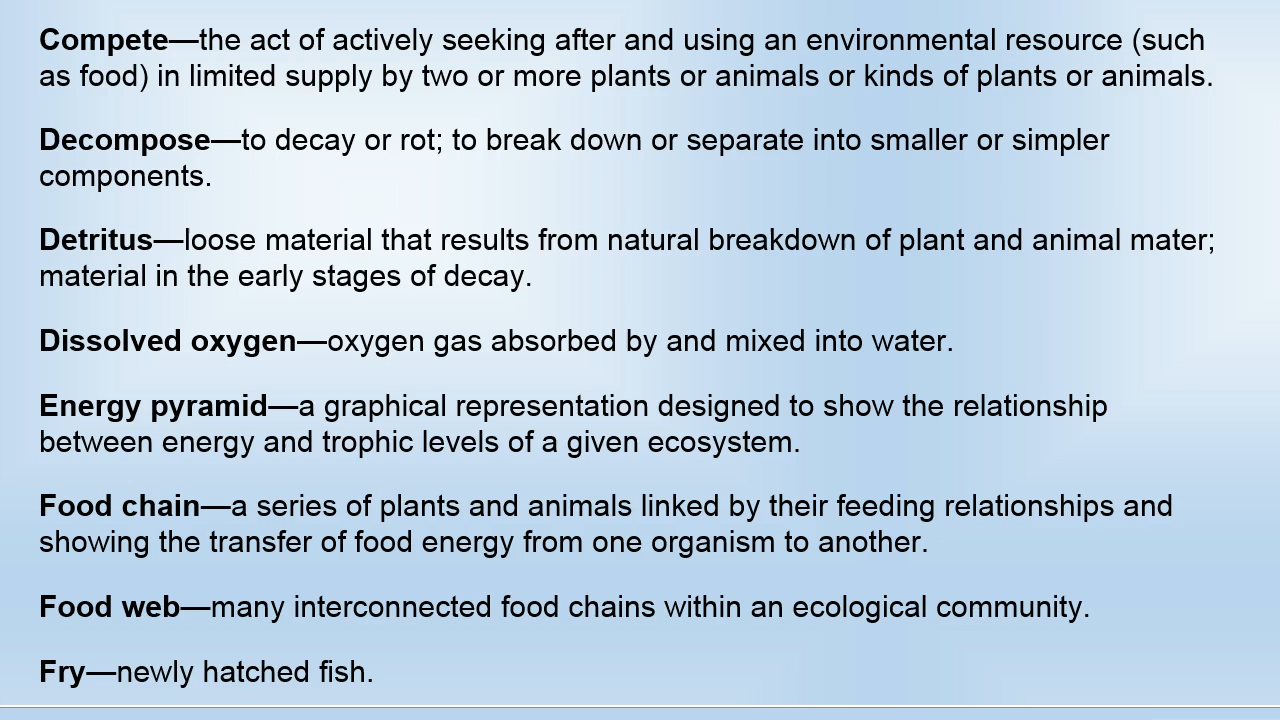 Compete—the act of actively seeking after and using an environmental resource (such
as food) in limited supply by two or more plants or animals or kinds of plants or animals.
Decompose—to decay or rot; to break down or separate into smaller or simpler
components.
Detritus—loose material that results from natural breakdown of plant and animal mater;
material in the early stages of decay.
Dissolved oxygen—oxygen gas absorbed by and mixed into water.
Energy pyramid—a graphical representation designed to show the relationship
between energy and trophic levels of a given ecosystem.
Food chain—a series of plants and animals linked by their feeding relationships and
showing the transfer of food energy from one organism to another.
Food web—many interconnected food chains within an ecological community.
Fry—newly hatched fish.